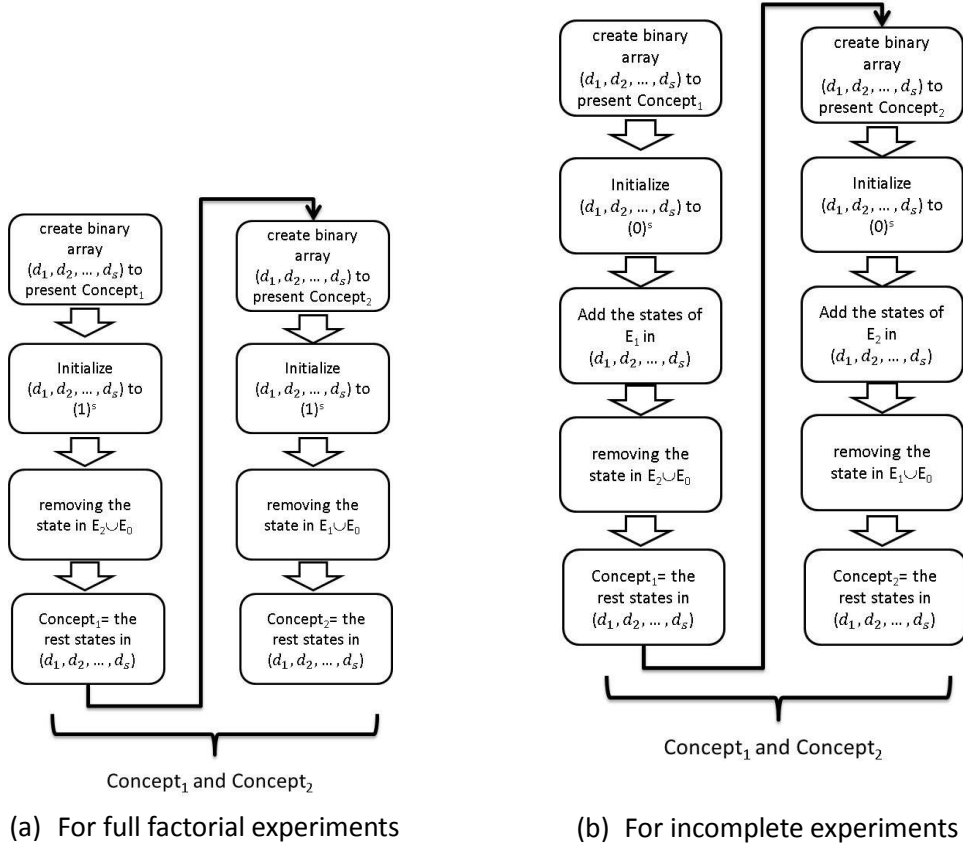 create binary
array
(d₁, d₂, … , dₛ) to
present Concept₁
Initialize
(d₁, d₂, … , dₛ) to
(1)ˢ
removing the
state in E₂∪E₀
Concept₁= the
rest states in
(d₁, d₂, … , dₛ)
create binary
array
(d₁, d₂, … , dₛ) to
present Concept₂
Initialize
(d₁, d₂, … , dₛ) to
(1)ˢ
removing the
state in E₁∪E₀
Concept₂= the
rest states in
(d₁, d₂, … , dₛ)
Concept₁ and Concept₂
(a) For full factorial experiments
create binary
array
(d₁, d₂, … , dₛ) to
present Concept₁
Initialize
(d₁, d₂, … , dₛ) to
(0)ˢ
Add the states of
E₁ in
(d₁, d₂, … , dₛ)
removing the
state in E₂∪E₀
Concept₁= the
rest states in
(d₁, d₂, … , dₛ)
create binary
array
(d₁, d₂, … , dₛ) to
present Concept₂
Initialize
(d₁, d₂, … , dₛ) to
(0)ˢ
Add the states of
E₂ in
(d₁, d₂, … , dₛ)
removing the
state in E₁∪E₀
Concept₂= the
rest states in
(d₁, d₂, … , dₛ)
Concept₁ and Concept₂
(b) For incomplete experiments